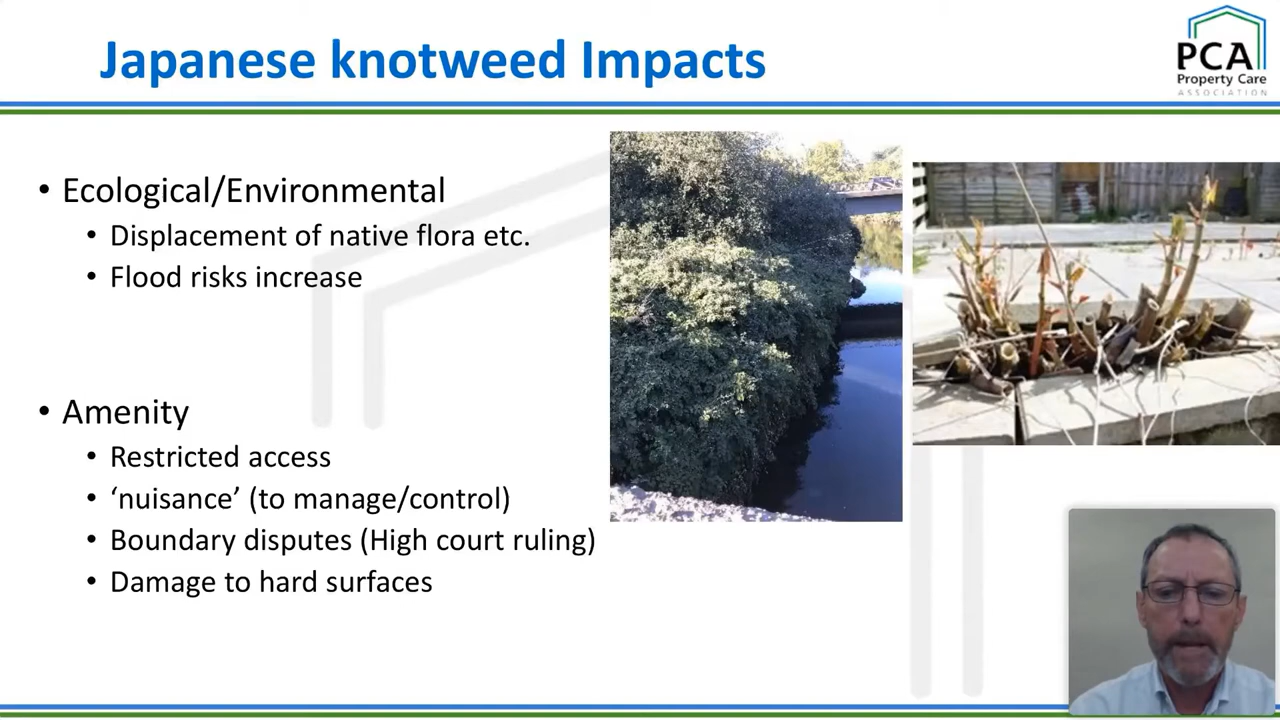 Japanese knotweed Impacts
PCA
Property Care
ASSOCIATION
• Ecological/Environmental
• Displacement of native flora etc.
• Flood risks increase
• Amenity
• Restricted access
• ‘nuisance’ (to manage/control)
• Boundary disputes (High court ruling)
• Damage to hard surfaces